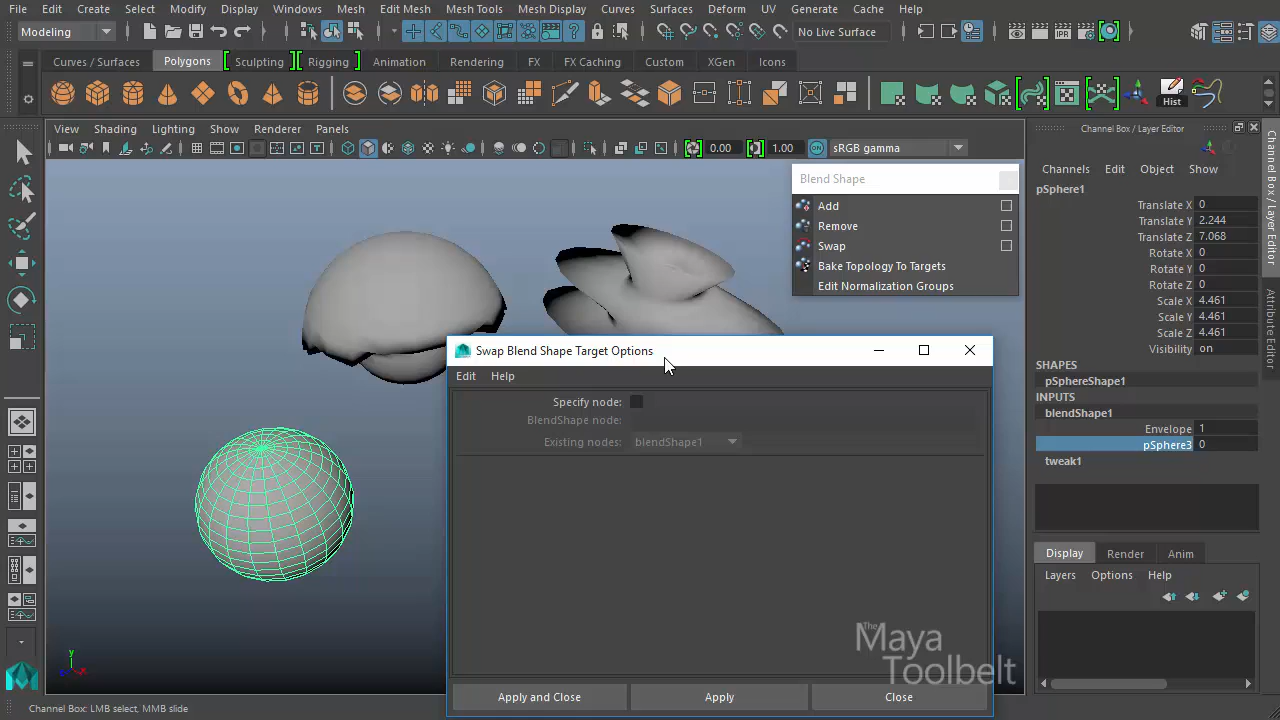 File Edit Create Select Modify Display Windows Mesh Edit Mesh Mesh Tools Mesh Display Curves Surfaces Deform UV Generate Cache Help
Modeling No Live Surface
Curves / Surfaces Polygons Sculpting Rigging Animation Rendering FX FX Caching Custom XGen Icons
Hist
View Shading Lighting Show Renderer Panels
0.00 1.00 ON sRGB gamma
Blend Shape
Add
Remove
Swap
Bake Topology To Targets
Edit Normalization Groups
Swap Blend Shape Target Options
Edit Help
Specify node:
BlendShape node:
Existing nodes: blendShape1
Apply and Close Apply Close
Channel Box / Layer Editor
Channels Edit Object Show
pSphere1
Translate X 0
Translate Y 2.244
Translate Z 7.068
Rotate X 0
Rotate Y 0
Rotate Z 0
Scale X 4.461
Scale Y 4.461
Scale Z 4.461
Visibility on
SHAPES
pSphereShape1
INPUTS
blendShape1
Envelope 1
pSphere3 0
tweak1
Display Render Anim
Layers Options Help
Channel Box / Layer Editor
Attribute Editor
y
The
Maya
Toolbelt
Channel Box: LMB select, MMB slide